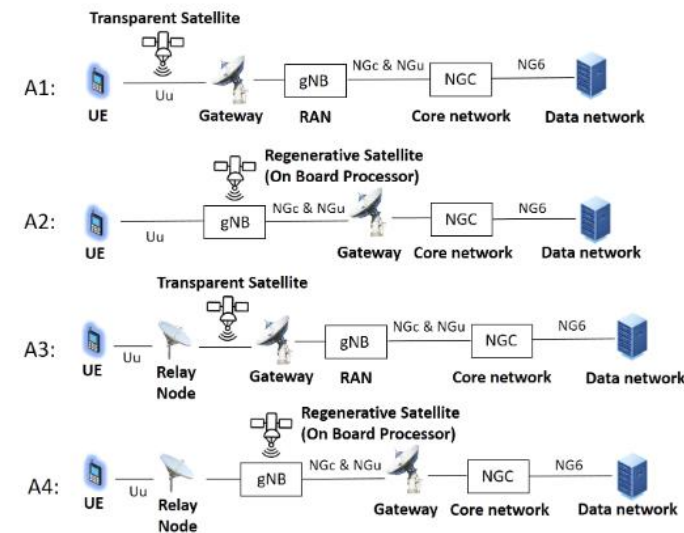 Transparent Satellite
A1:
Uu
gNB
NGc & NGu
NGC
NG6
UE
Gateway
RAN
Core network
Data network
Regenerative Satellite
(On Board Processor)
A2:
Uu
gNB
NGc & NGu
NGC
NG6
UE
Gateway
Core network
Data network
Transparent Satellite
A3:
Uu
gNB
NGc & NGu
NGC
NG6
UE
Relay
Node
Gateway
RAN
Core network
Data network
Regenerative Satellite
(On Board Processor)
A4:
Uu
gNB
NGc & NGu
NGC
NG6
UE
Relay
Node
Gateway
Core network
Data network